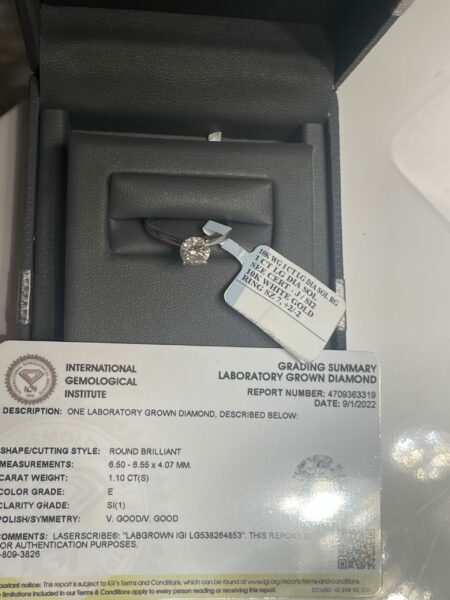 10K WG 1 CT LG DIA SOL RG
1 CT LG DIA SOL
SEE CERT - J / SI2
10K WHITE GOLD
RING SZ 7, +2/-2
INTERNATIONAL
GEMOLOGICAL
INSTITUTE
GRADING SUMMARY
LABORATORY GROWN DIAMOND
REPORT NUMBER: 4709363319
DATE: 9/1/2022
DESCRIPTION: ONE LABORATORY GROWN DIAMOND, DESCRIBED BELOW:
SHAPE/CUTTING STYLE: ROUND BRILLIANT
MEASUREMENTS: 6.50 - 6.55 x 4.07 MM.
CARAT WEIGHT: 1.10 CT(S)
COLOR GRADE: E
CLARITY GRADE: SI(1)
POLISH/SYMMETRY: V. GOOD/V. GOOD
COMMENTS: LASERSCRIBE®: "LABGROWN IGI LG538264853". THIS REPORT I
FOR AUTHENTICATION PURPOSES.
-809-3826
portant notice: This report is subject to IGI's Terms and Conditions, which can be found at www.igi.org/reports/terms-and-conditions.
limitations included in Our Terms & Conditions apply to every person reading or receiving this report.